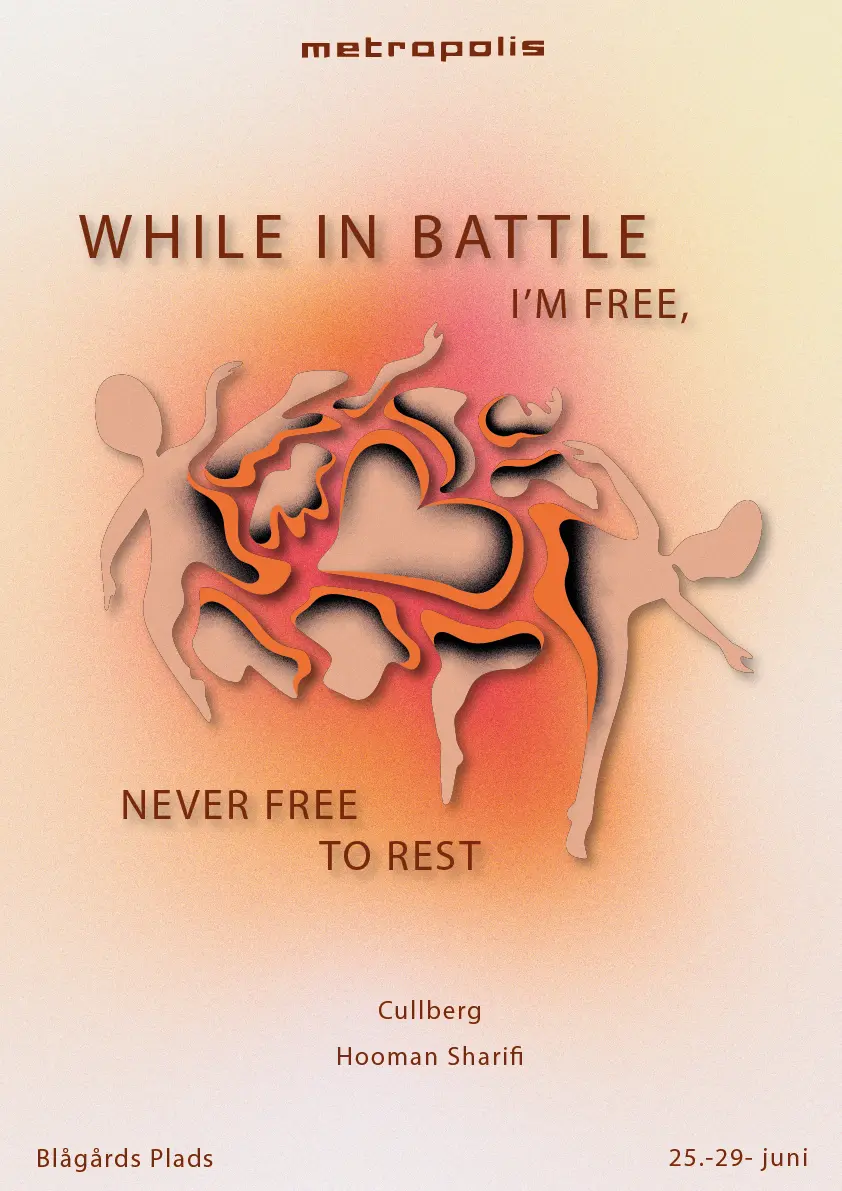 metropolis
WHILE IN BATTLE
I’M FREE,
NEVER FREE
TO REST
Cullberg
Hooman Sharifi
Blågårds Plads
25.-29- juni